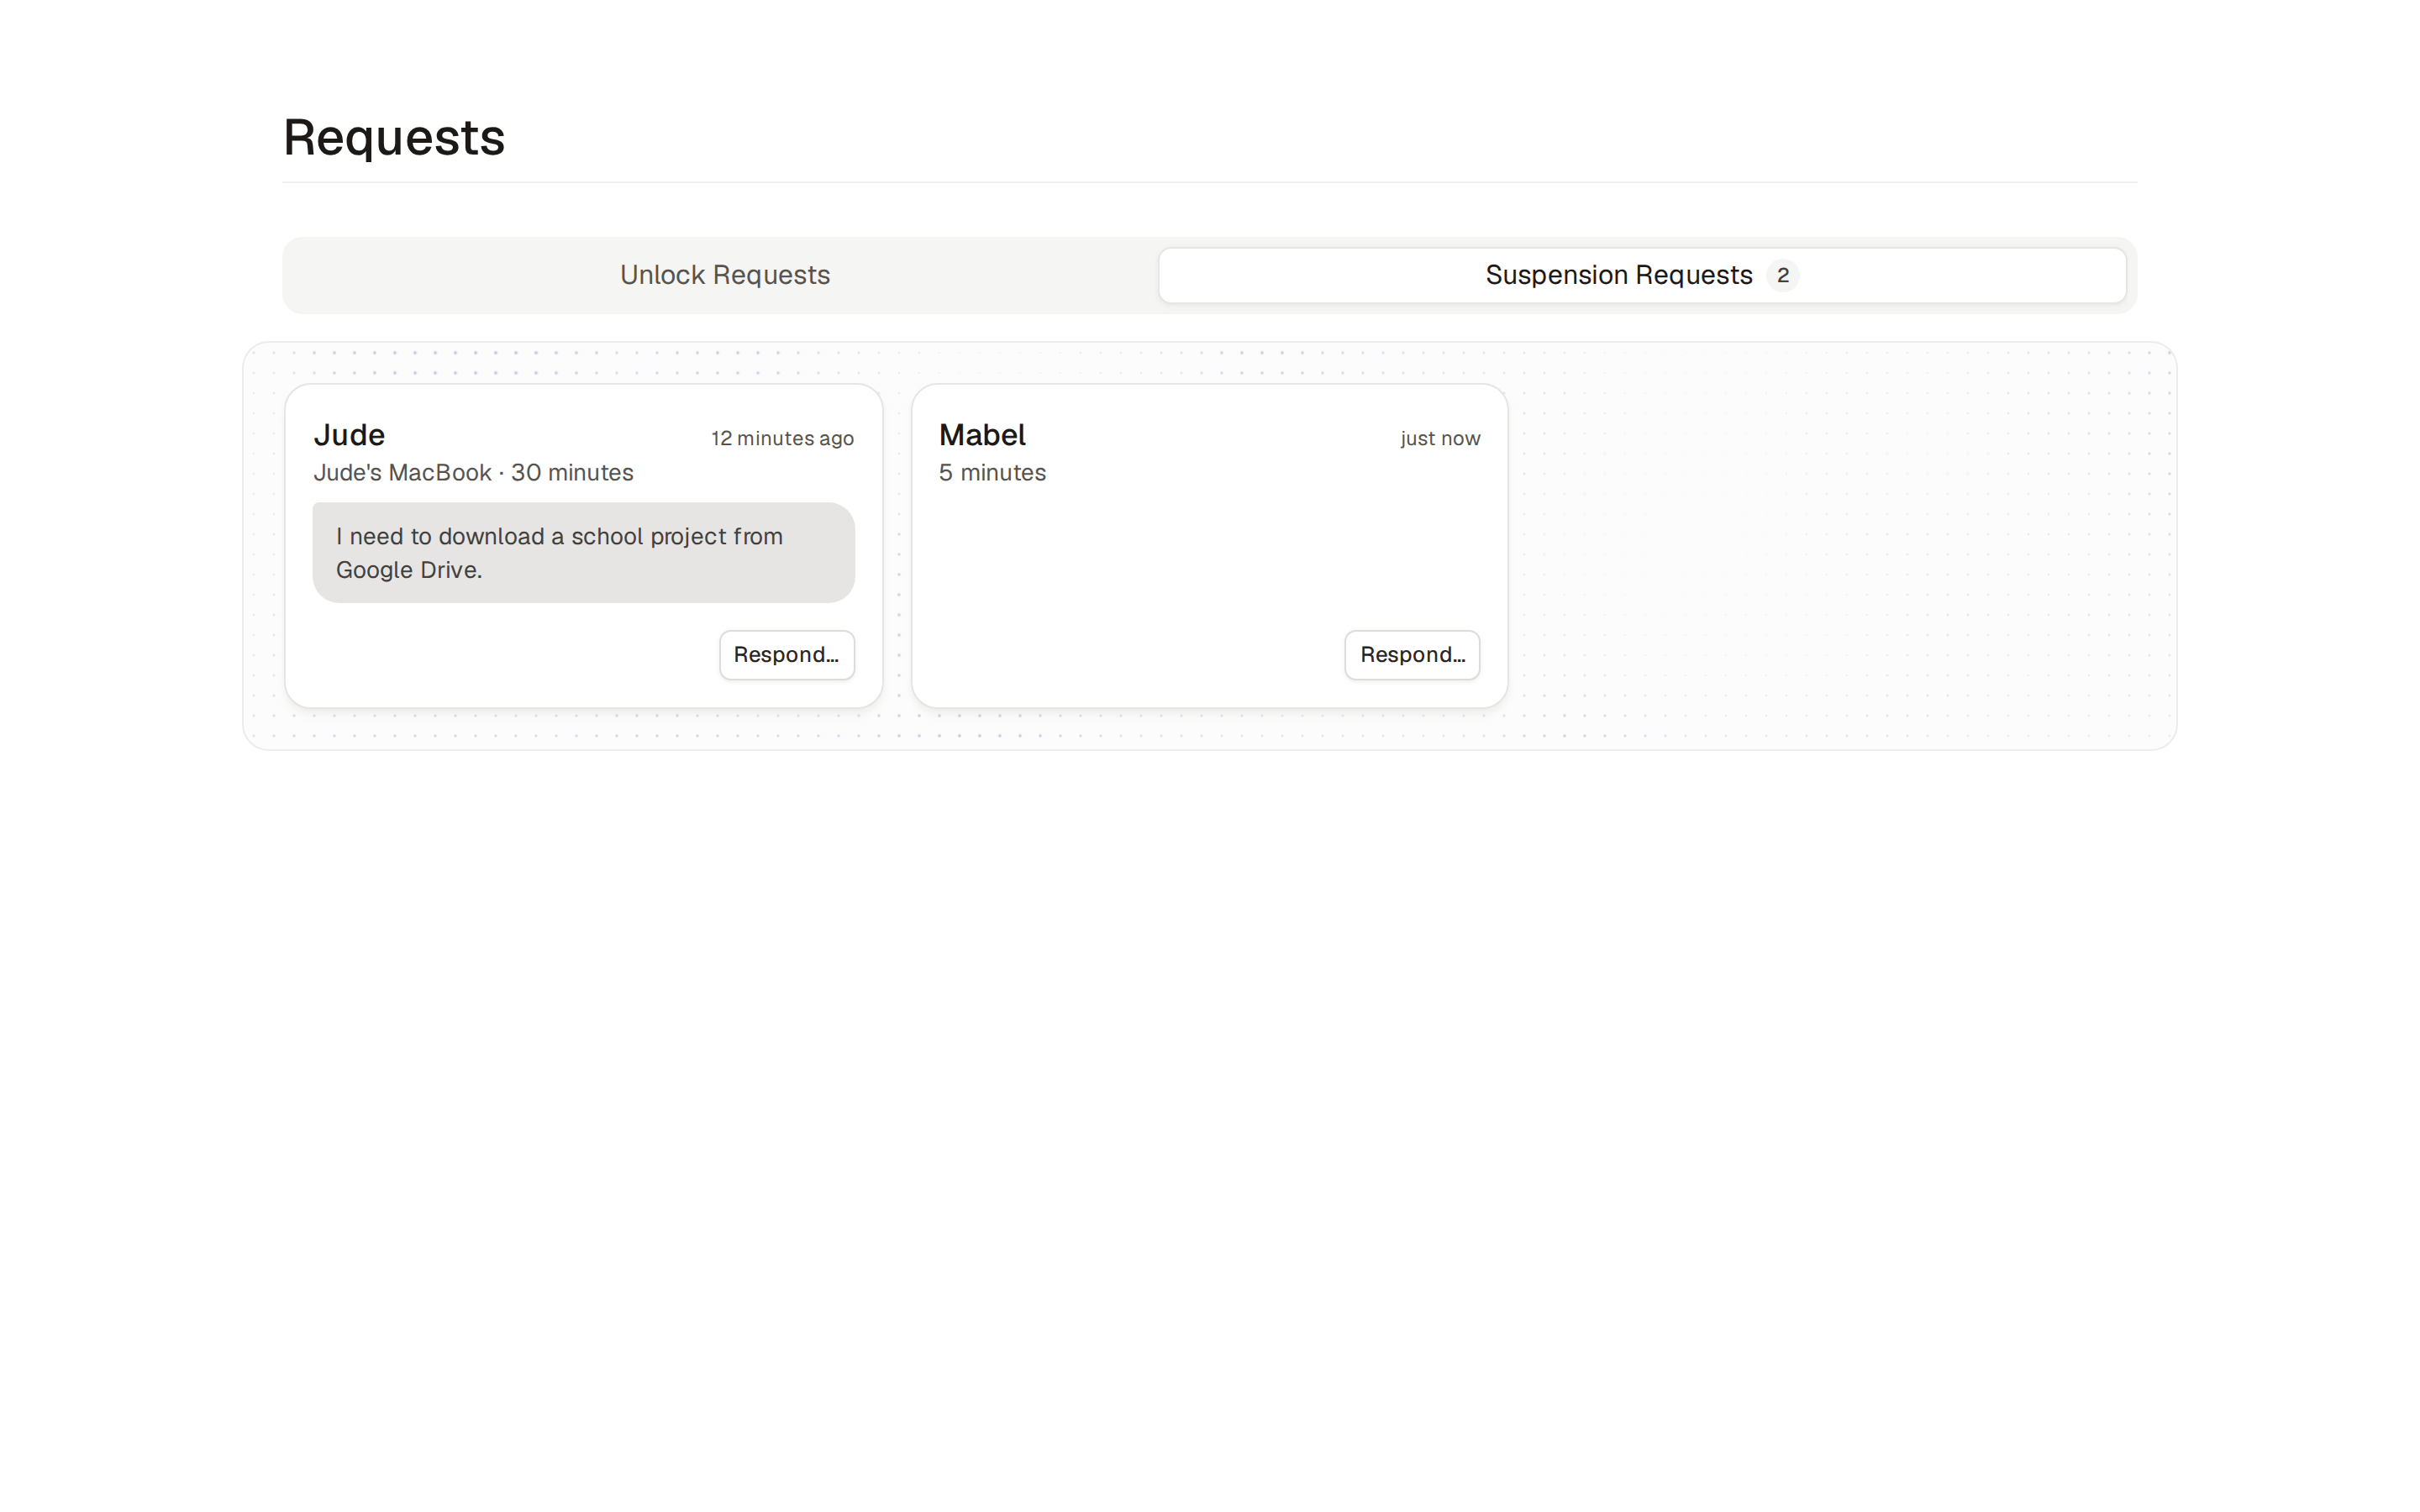 Requests
Unlock Requests
Suspension Requests 2
Jude
12 minutes ago
Jude's MacBook · 30 minutes
I need to download a school project from
Google Drive.
Respond...
Mabel
just now
5 minutes
Respond...